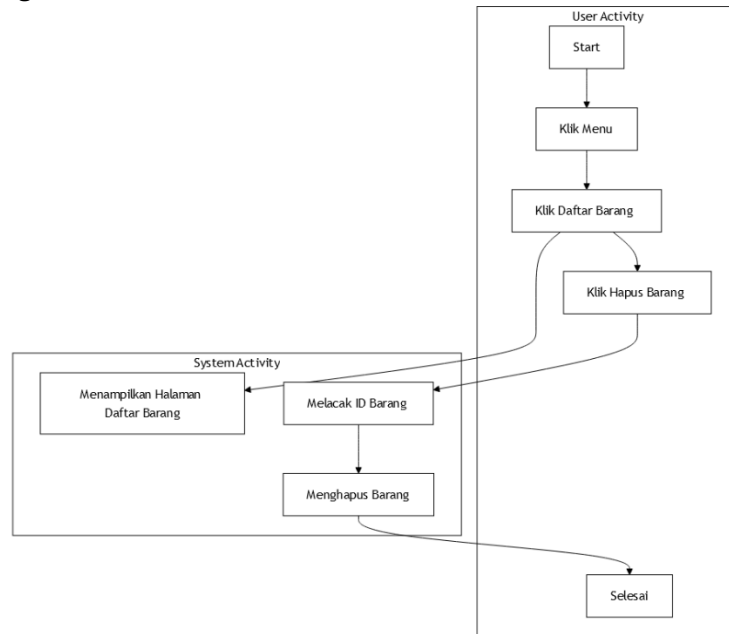 User Activity
Start
Klik Menu
Klik Daftar Barang
Klik Hapus Barang
System Activity
Menampilkan Halaman
Daftar Barang
Melacak ID Barang
Menghapus Barang
Selesai